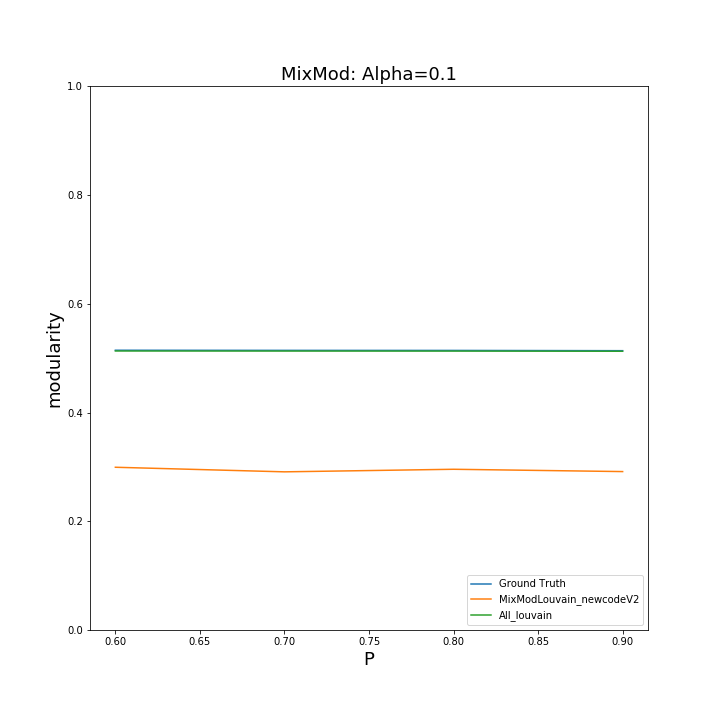 MixMod: Alpha=0.1
1.0
0.8
0.6
0.4
0.2
0.0
modularity
0.60 0.65 0.70 0.75 0.80 0.85 0.90
P
Ground Truth
MixModLouvain_newcodeV2
All_louvain